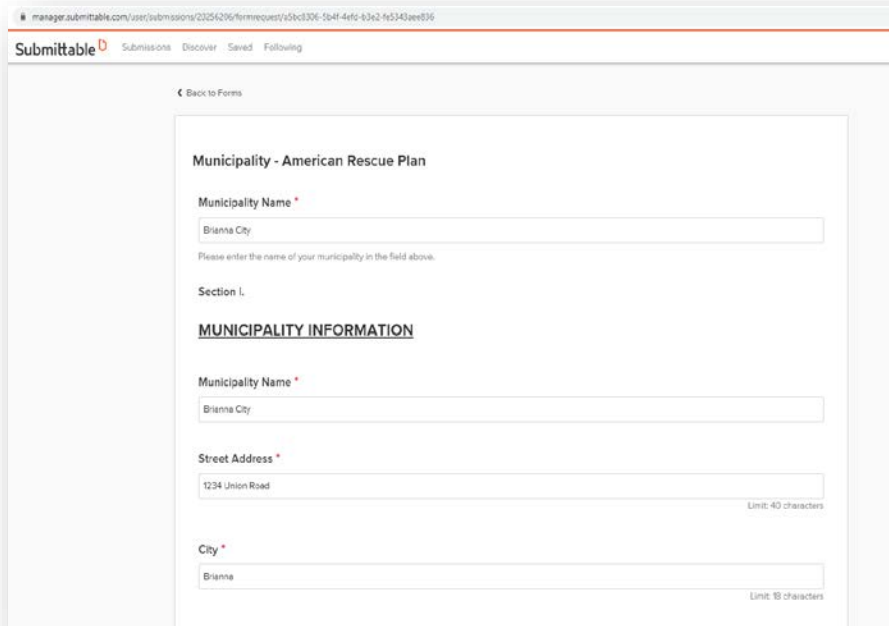 manager.submittable.com/user/submissions/23256296/formrequest/a5bc8306-5b4f-4efd-b3e2-fe5343aee836
Submittable Submissions Discover Saved Following
Back to Forms
Municipality - American Rescue Plan
Municipality Name *
Brianna City
Please enter the name of your municipality in the field above.
Section I.
MUNICIPALITY INFORMATION
Municipality Name *
Brianna City
Street Address *
1234 Union Road
Limit: 40 characters
City *
Brianna
Limit: 18 characters